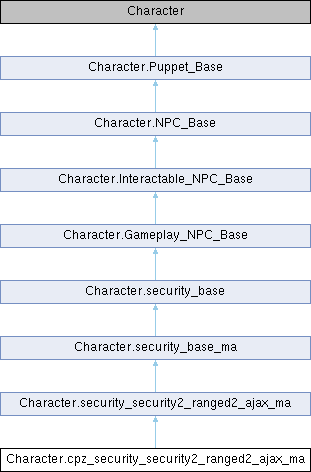 Character
Character.Puppet_Base
Character.NPC_Base
Character.Interactable_NPC_Base
Character.Gameplay_NPC_Base
Character.security_base
Character.security_base_ma
Character.security_security2_ranged2_ajax_ma
Character.cpz_security_security2_ranged2_ajax_ma